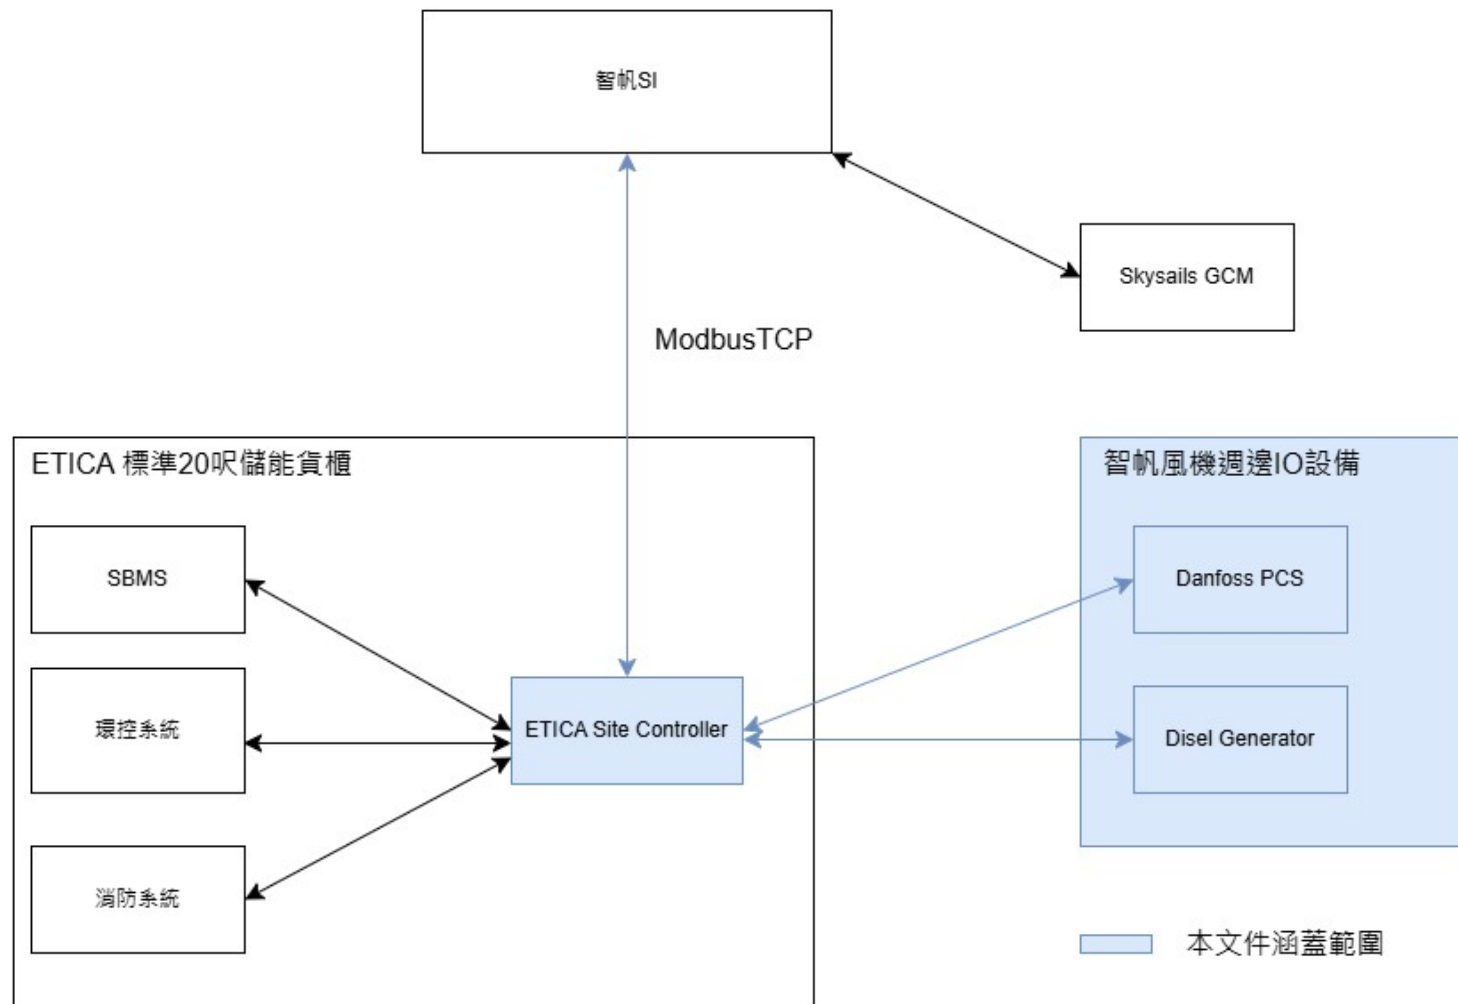 智帆SI
Skysails GCM
ModbusTCP
ETICA 標準20呎儲能貨櫃
智帆風機週邊IO設備
SBMS
Danfoss PCS
環控系統
ETICA Site Controller
Disel Generator
消防系統
本文件涵蓋範圍